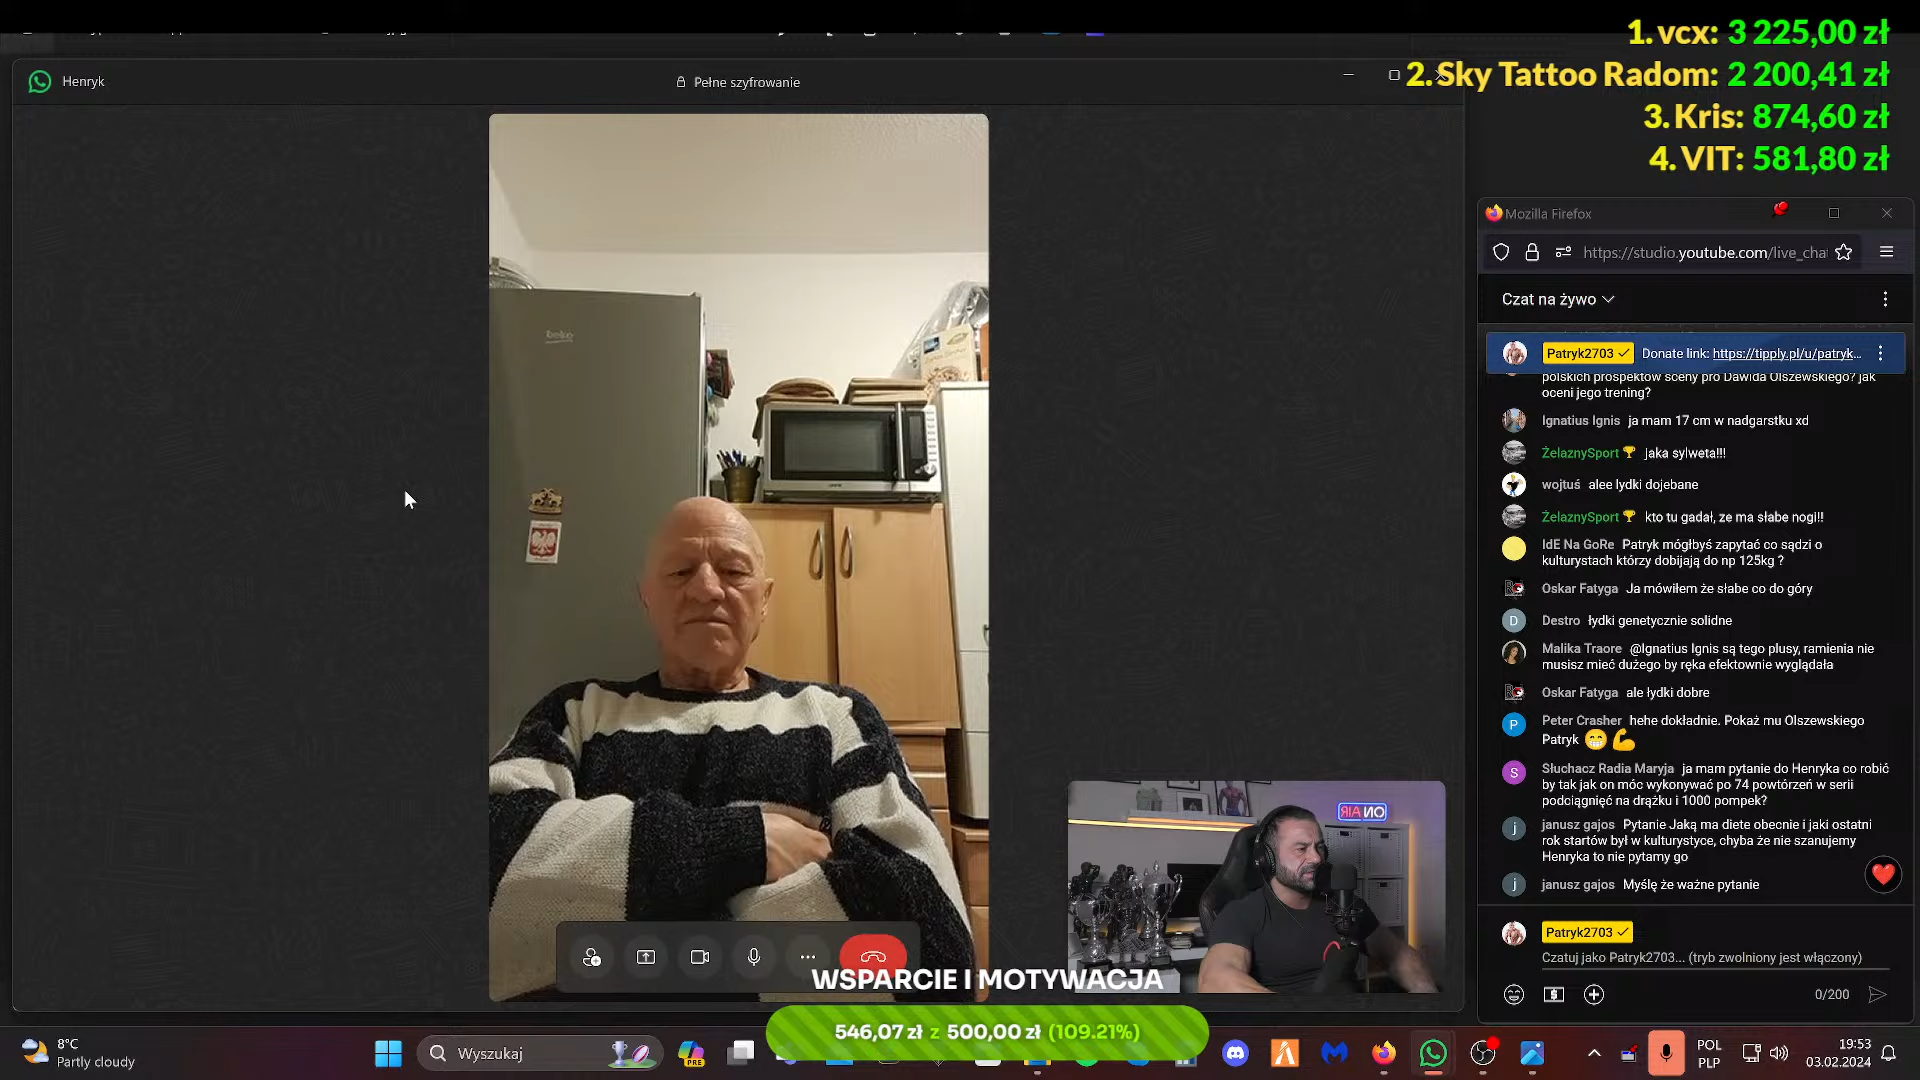 1. vcx: 3 225,00 zł
2. Sky Tattoo Radom: 2 200,41 zł
3. Kris: 874,60 zł
4. VIT: 581,80 zł
Henryk
Pełne szyfrowanie
beko
ON AIR
WSPARCIE I MOTYWACJA
546,07 zł z 500,00 zł (109.21%)
Mozilla Firefox
https://studio.youtube.com/live_cha
Czat na żywo
Patryk2703 Donate link: https://tipply.pl/u/patryk...
polskich prospektów sceny pro Dawida Olszewskiego? jak
oceni jego trening?
Ignatius Ignis ja mam 17 cm w nadgarstku xd
ŻelaznySport jaka sylweta!!!
wojtuś alee lydki dojebane
ŻelaznySport kto tu gadał, ze ma słabe nogi!!
IdE Na GoRe Patryk mógłbyś zapytać co sądzi o
kulturystach którzy dobijają do np 125kg ?
Oskar Fatyga Ja mówiłem że słabe co do góry
Destro łydki genetycznie solidne
Malika Traore @Ignatius Ignis są tego plusy, ramienia nie
musisz mieć dużego by ręka efektownie wyglądała
Oskar Fatyga ale łydki dobre
Peter Crasher hehe dokładnie. Pokaż mu Olszewskiego
Patryk
Słuchacz Radia Maryja ja mam pytanie do Henryka co robić
by tak jak on móc wykonywać po 74 powtórzeń w serii
podciągnięć na drążku i 1000 pompek?
janusz gajos Pytanie Jaką ma diete obecnie i jaki ostatni
rok startów był w kulturystyce, chyba że nie szanujemy
Henryka to nie pytamy go
janusz gajos Myślę że ważne pytanie
Patryk2703
Czatuj jako Patryk2703... (tryb zwolniony jest włączony)
0/200
8°C
Partly cloudy
Wyszukaj
PRE
POL
PLP
19:53
03.02.2024